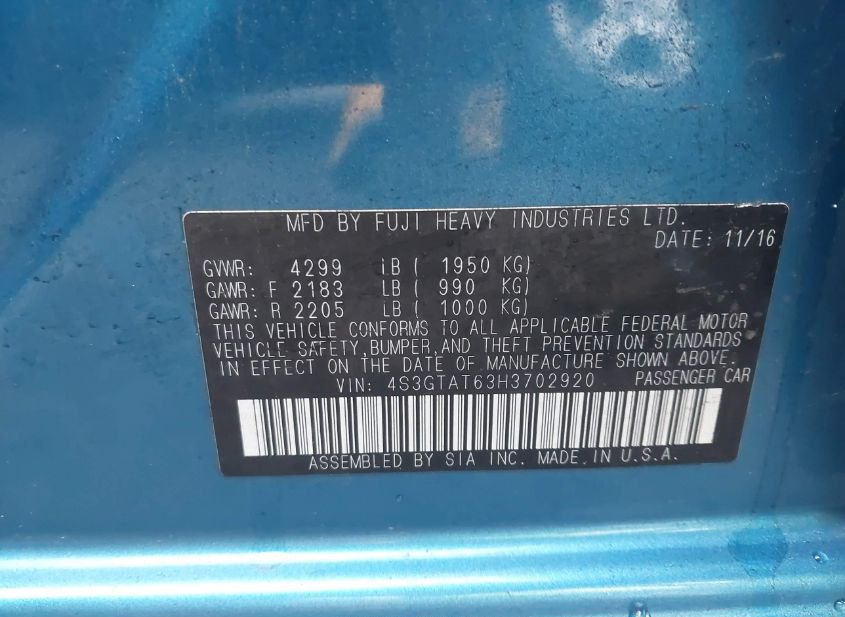 MFD BY FUJI HEAVY INDUSTRIES LTD.
DATE: 11/16
GVWR: 4299 LB ( 1950 KG)
GAWR: F 2183 LB ( 990 KG)
GAWR: R 2205 LB ( 1000 KG)
THIS VEHICLE CONFORMS TO ALL APPLICABLE FEDERAL MOTOR
VEHICLE SAFETY, BUMPER, AND THEFT PREVENTION STANDARDS
IN EFFECT ON THE DATE OF MANUFACTURE SHOWN ABOVE.
VIN: 4S3GTAT63H3702920 PASSENGER CAR
ASSEMBLED BY SIA INC. MADE IN U.S.A.